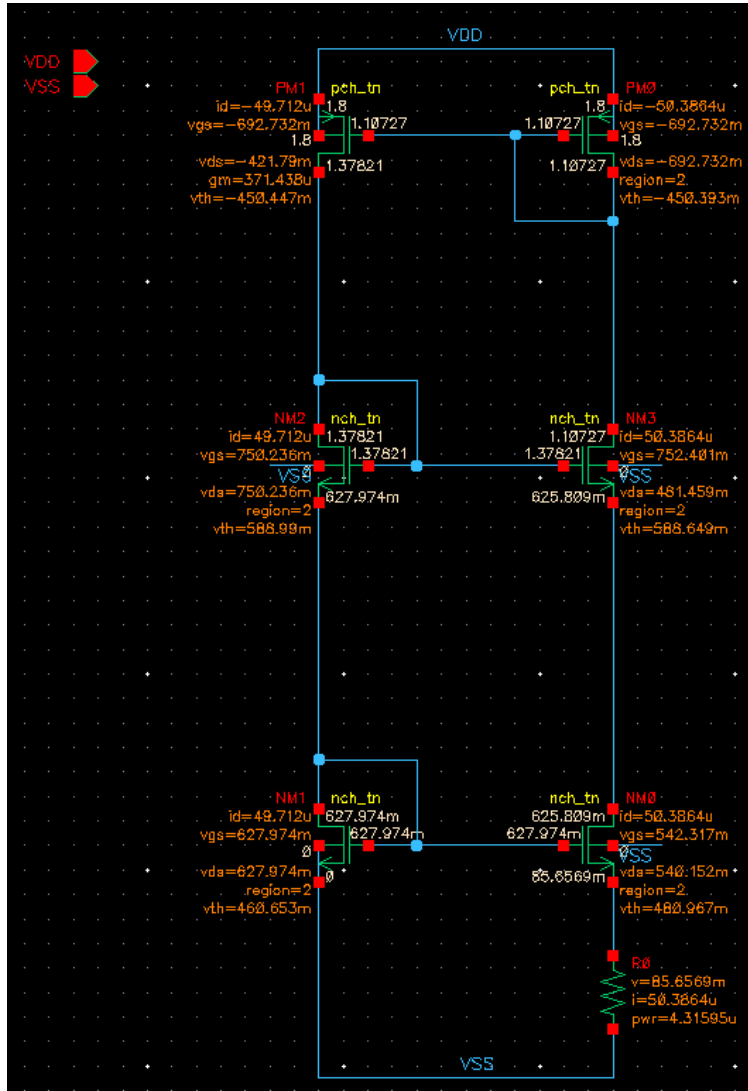 VDD
VDD
VSS
PM1
pch_tn
id=-49.712u
1.8
vgs=-692.732m
1.10727
1.8
vds=-421.79m
1.37821
gm=371.438u
vth=-450.447m
pch_tn
PM0
1.8
id=-50.3864u
1.10727
vgs=-692.732m
1.8
vds=-692.732m
1.10727
region=2
vth=-450.393m
NM2
nch_tn
id=49.712u
1.37821
vgs=750.236m
1.37821
VSS
0
vds=750.236m
627.974m
region=2
vth=588.99m
nch_tn
NM3
1.10727
id=50.3864u
1.37821
vgs=752.401m
0
VSS
vds=481.459m
625.809m
region=2
vth=588.649m
NM1
nch_tn
id=49.712u
627.974m
vgs=627.974m
627.974m
0
vds=627.974m
0
region=2
vth=460.653m
nch_tn
NM0
625.809m
id=50.3864u
627.974m
vgs=542.317m
0
VSS
vds=540.152m
85.6569m
region=2
vth=480.967m
R0
v=85.6569m
i=50.3864u
pwr=4.31595u
VSS